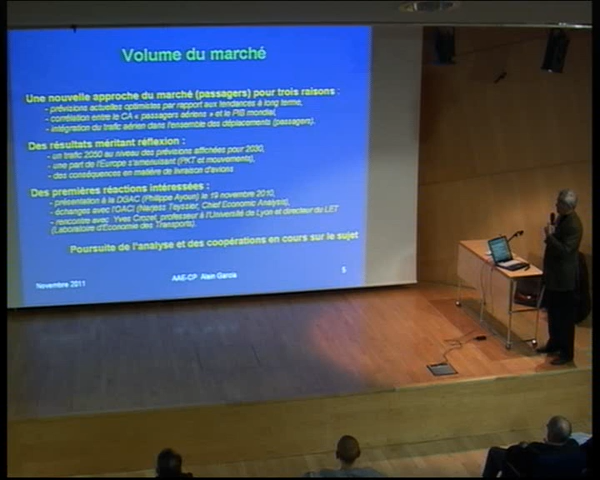 Volume du marché
Une nouvelle approche du marché (passagers) pour trois raisons :
- prévisions actuelles optimistes par rapport aux tendances à long terme,
- corrélation entre le CA « passagers aériens » et le PIB mondial,
- intégration du trafic aérien dans l'ensemble des déplacements (passagers).
Des résultats méritant réflexion :
- un trafic 2050 au niveau des prévisions affichées pour 2030,
- une part de l'Europe s'amenuisant (PKT et mouvements),
- des conséquences en matière de livraison d'avions
Des premières réactions intéressées :
- présentation à la DGAC (Philippe Ayoun) le 19 novembre 2010,
- échanges avec l'OACI (Narjess Teyssier, Chief Economic Analysis),
- rencontre avec Yves Crozet, professeur à l'Université de Lyon et directeur du LET
(Laboratoire d'Economie des Transports).
Poursuite de l'analyse et des coopérations en cours sur le sujet
Novembre 2011 AAE-CP Alain Garcia 5